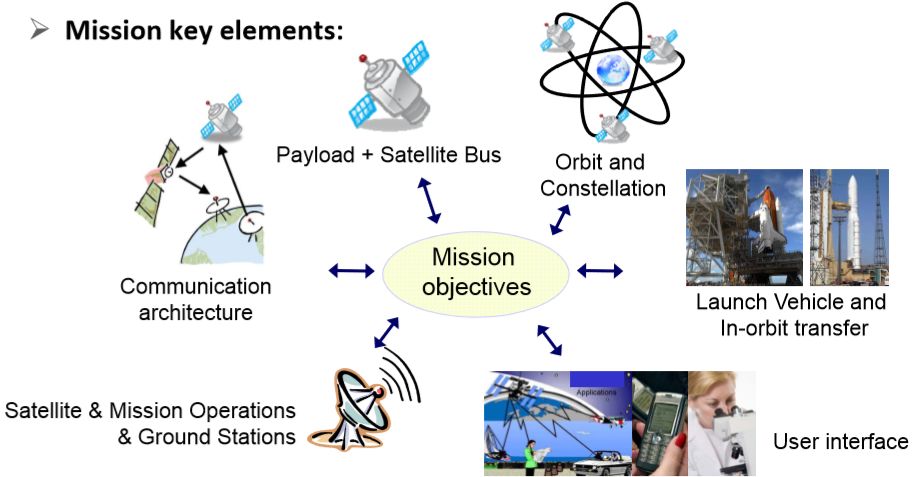 Mission key elements:
Payload + Satellite Bus
Orbit and
Constellation
Communication
architecture
Mission
objectives
Launch Vehicle and
In-orbit transfer
Satellite & Mission Operations
& Ground Stations
Applications
User interface